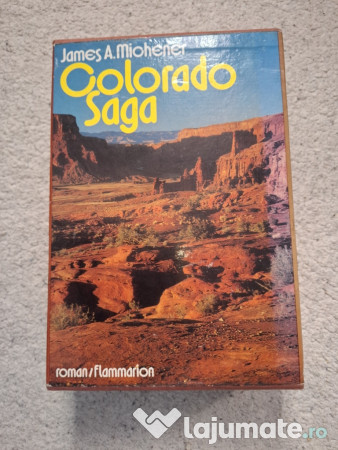 James A. Michener
Colorado
Saga
roman/flammarion
lajumate.ro